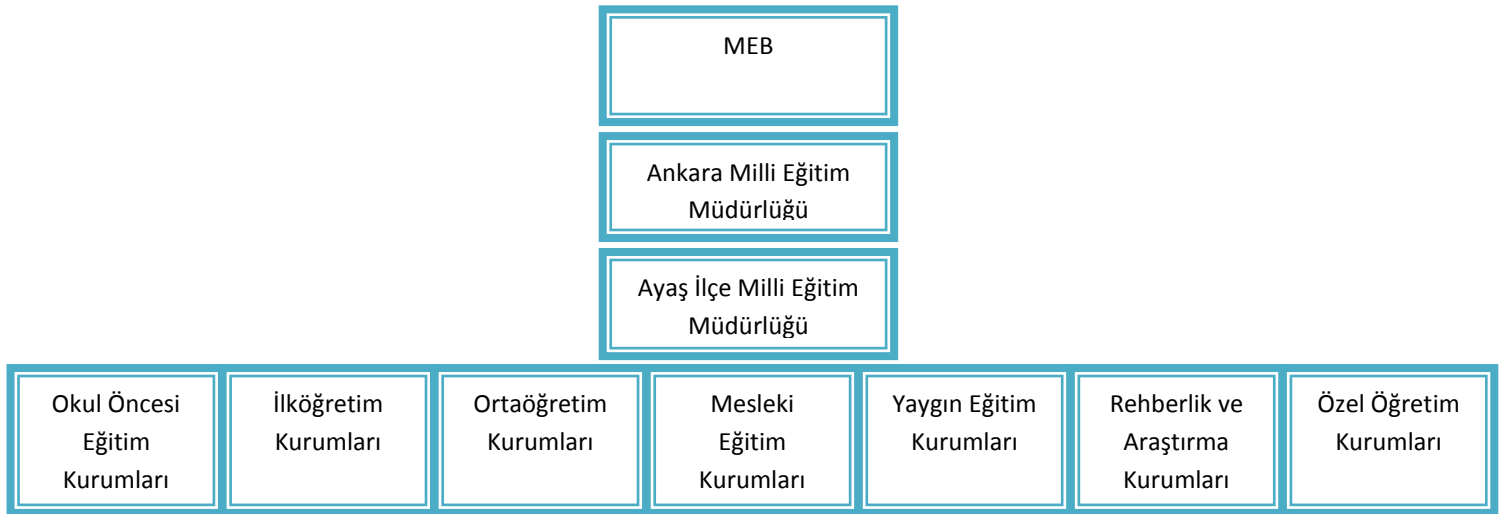 MEB
Ankara Milli Eğitim
Müdürlüğü
Ayaş İlçe Milli Eğitim
Müdürlüğü
Okul Öncesi
Eğitim
Kurumları
İlköğretim
Kurumları
Ortaöğretim
Kurumları
Mesleki
Eğitim
Kurumları
Yaygın Eğitim
Kurumları
Rehberlik ve
Araştırma
Kurumları
Özel Öğretim
Kurumları